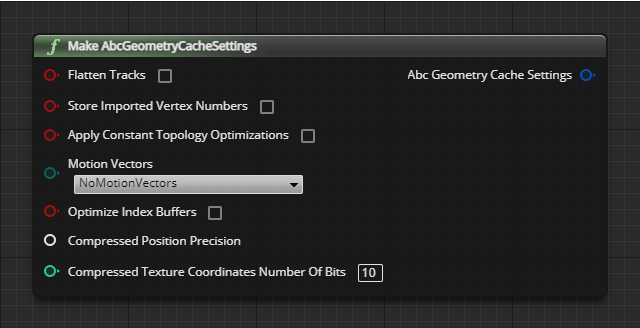 f Make AbcGeometryCacheSettings
Flatten Tracks
Abc Geometry Cache Settings
Store Imported Vertex Numbers
Apply Constant Topology Optimizations
Motion Vectors
NoMotionVectors
Optimize Index Buffers
Compressed Position Precision
Compressed Texture Coordinates Number Of Bits 10